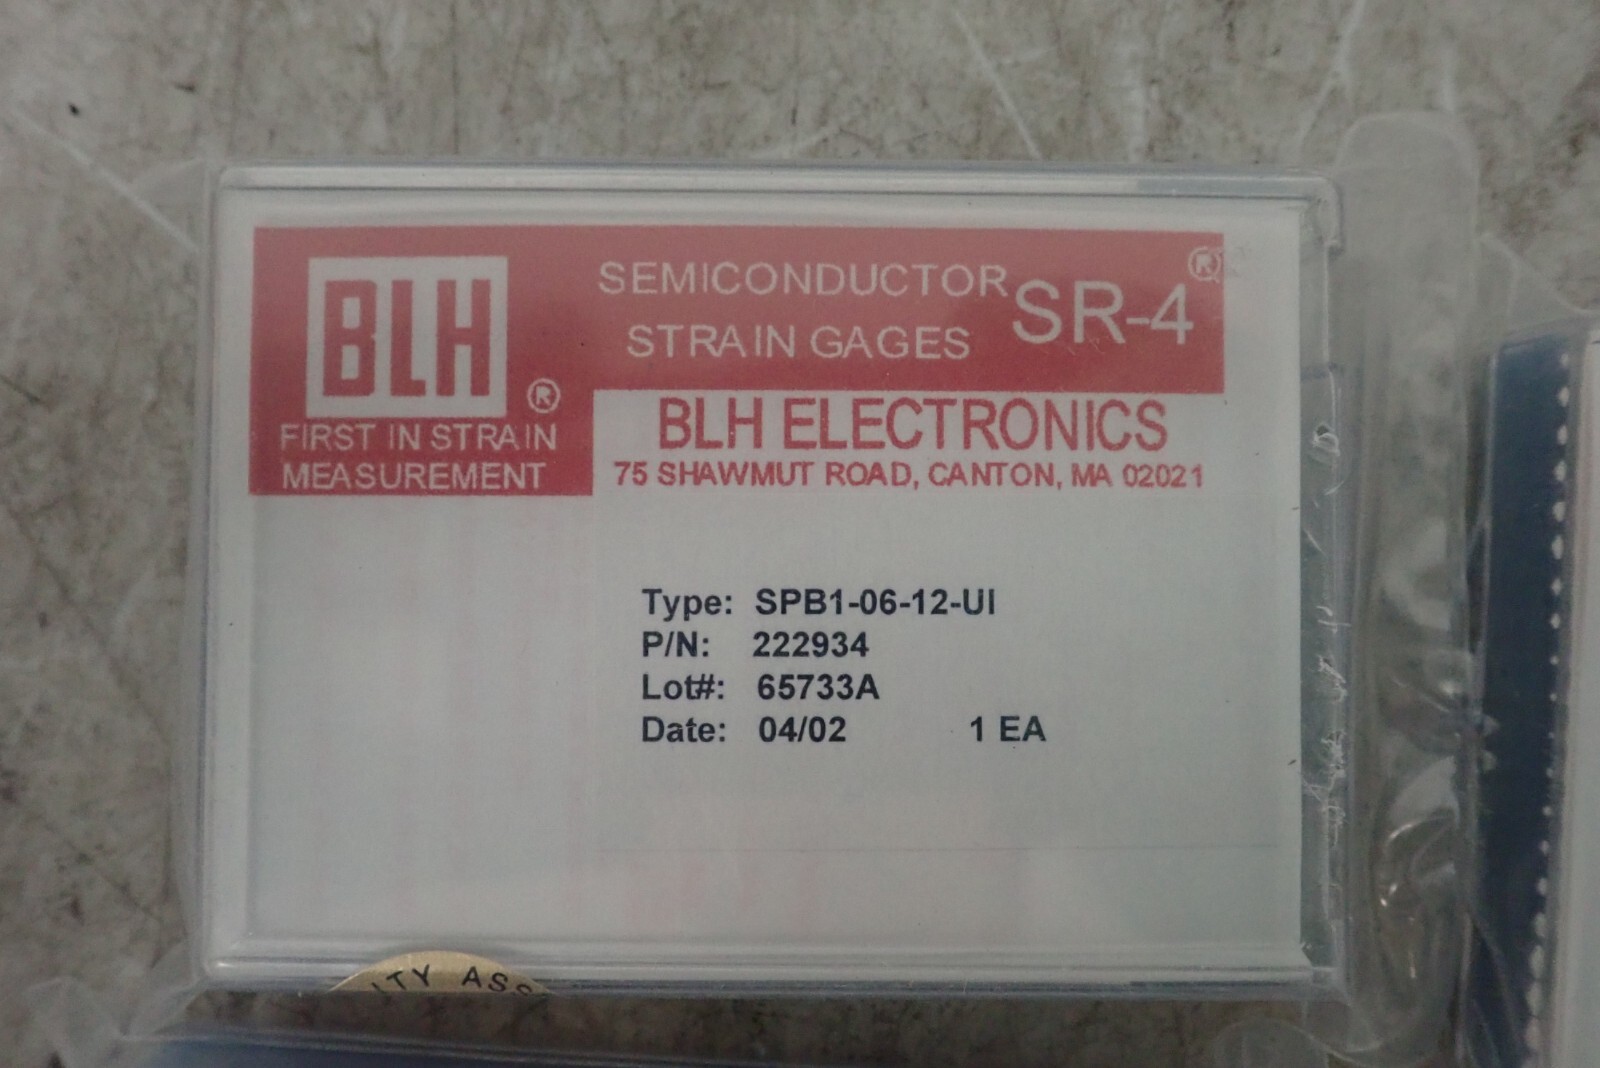 BLH®
FIRST IN STRAIN
MEASUREMENT
SEMICONDUCTOR
STRAIN GAGES
SR-4®
BLH ELECTRONICS
75 SHAWMUT ROAD, CANTON, MA 02021
Type: SPB1-06-12-UI
P/N: 222934
Lot#: 65733A
Date: 04/02 1 EA